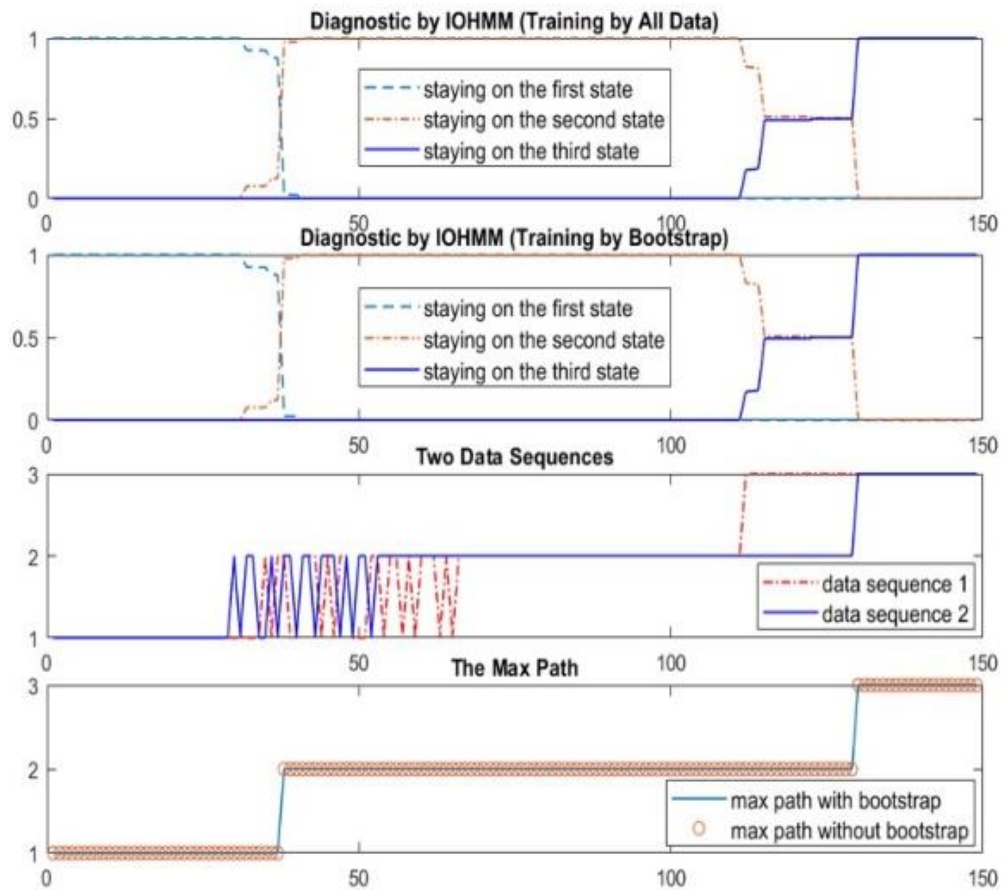 Diagnostic by IOHMM (Training by All Data)
1
0.5
0
staying on the first state
staying on the second state
staying on the third state
0 50 100 150
Diagnostic by IOHMM (Training by Bootstrap)
1
0.5
0
staying on the first state
staying on the second state
staying on the third state
0 50 100 150
Two Data Sequences
3
2
1
data sequence 1
data sequence 2
0 50 100 150
The Max Path
3
2
1
max path with bootstrap
max path without bootstrap
0 50 100 150